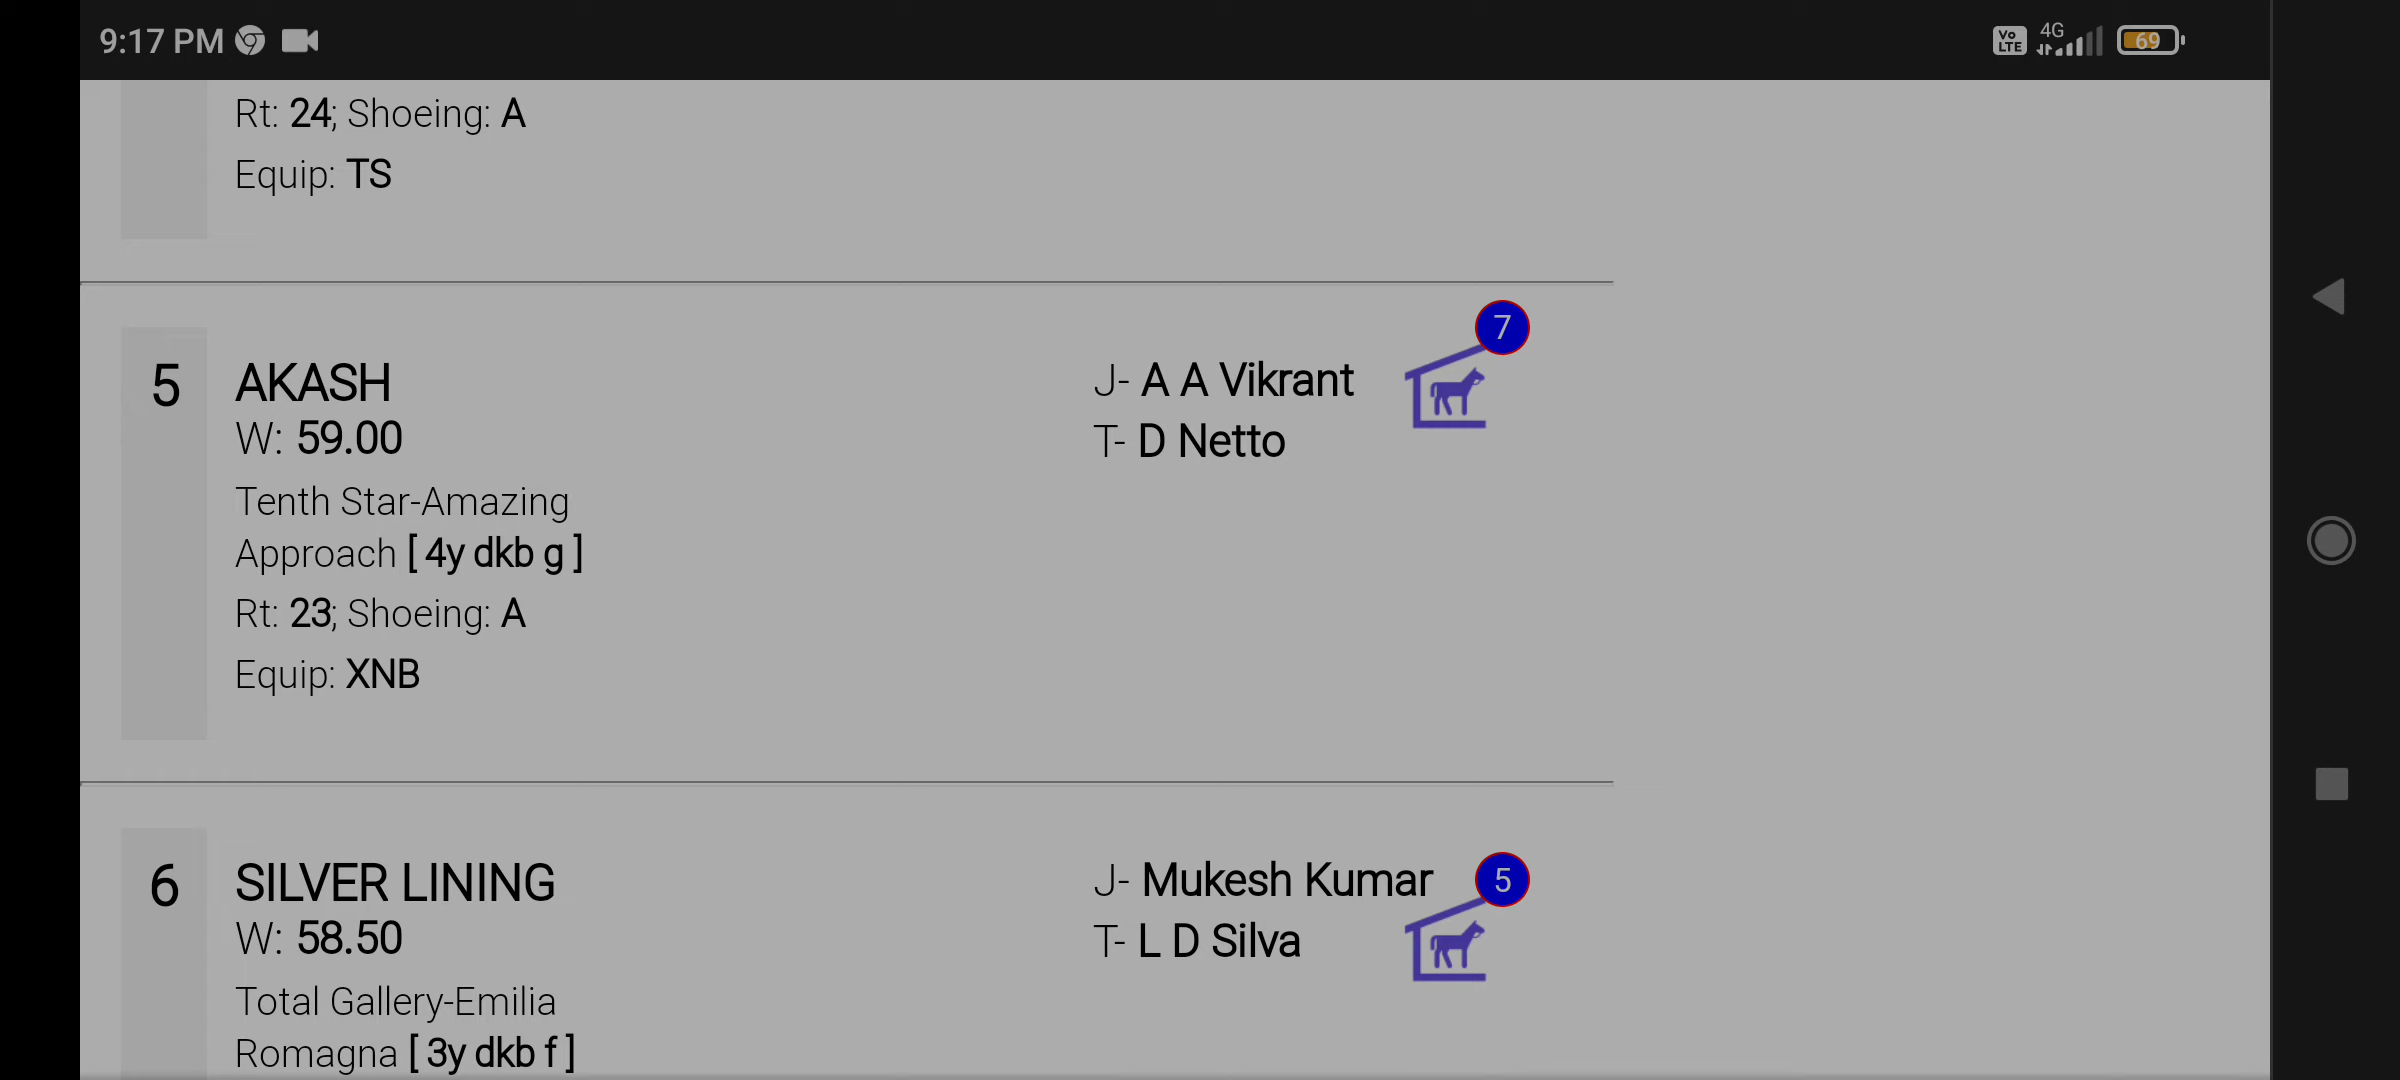 9:17 PM
Vo LTE 4G 69
Rt: 24; Shoeing: A
Equip: TS
5
AKASH
W: 59.00
Tenth Star-Amazing
Approach [ 4y dkb g ]
Rt: 23; Shoeing: A
Equip: XNB
J- A A Vikrant
T- D Netto
7
6
SILVER LINING
W: 58.50
Total Gallery-Emilia
Romagna [ 3y dkb f ]
J- Mukesh Kumar
T- L D Silva
5